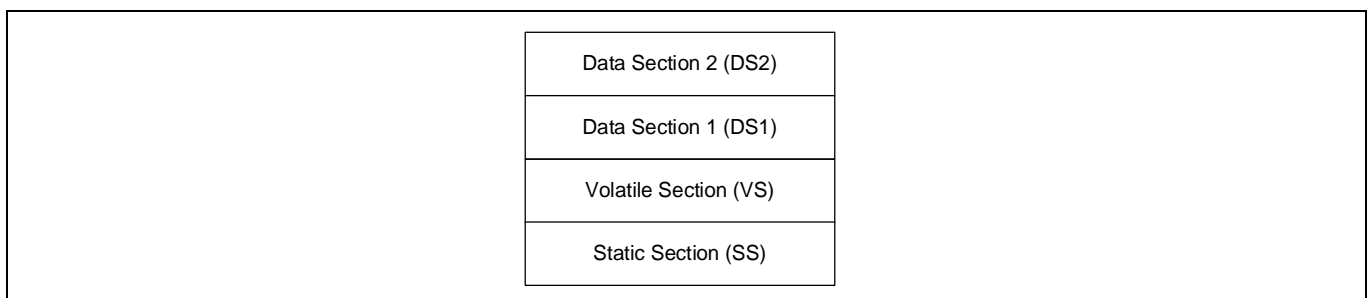 Data Section 2 (DS2)
Data Section 1 (DS1)
Volatile Section (VS)
Static Section (SS)